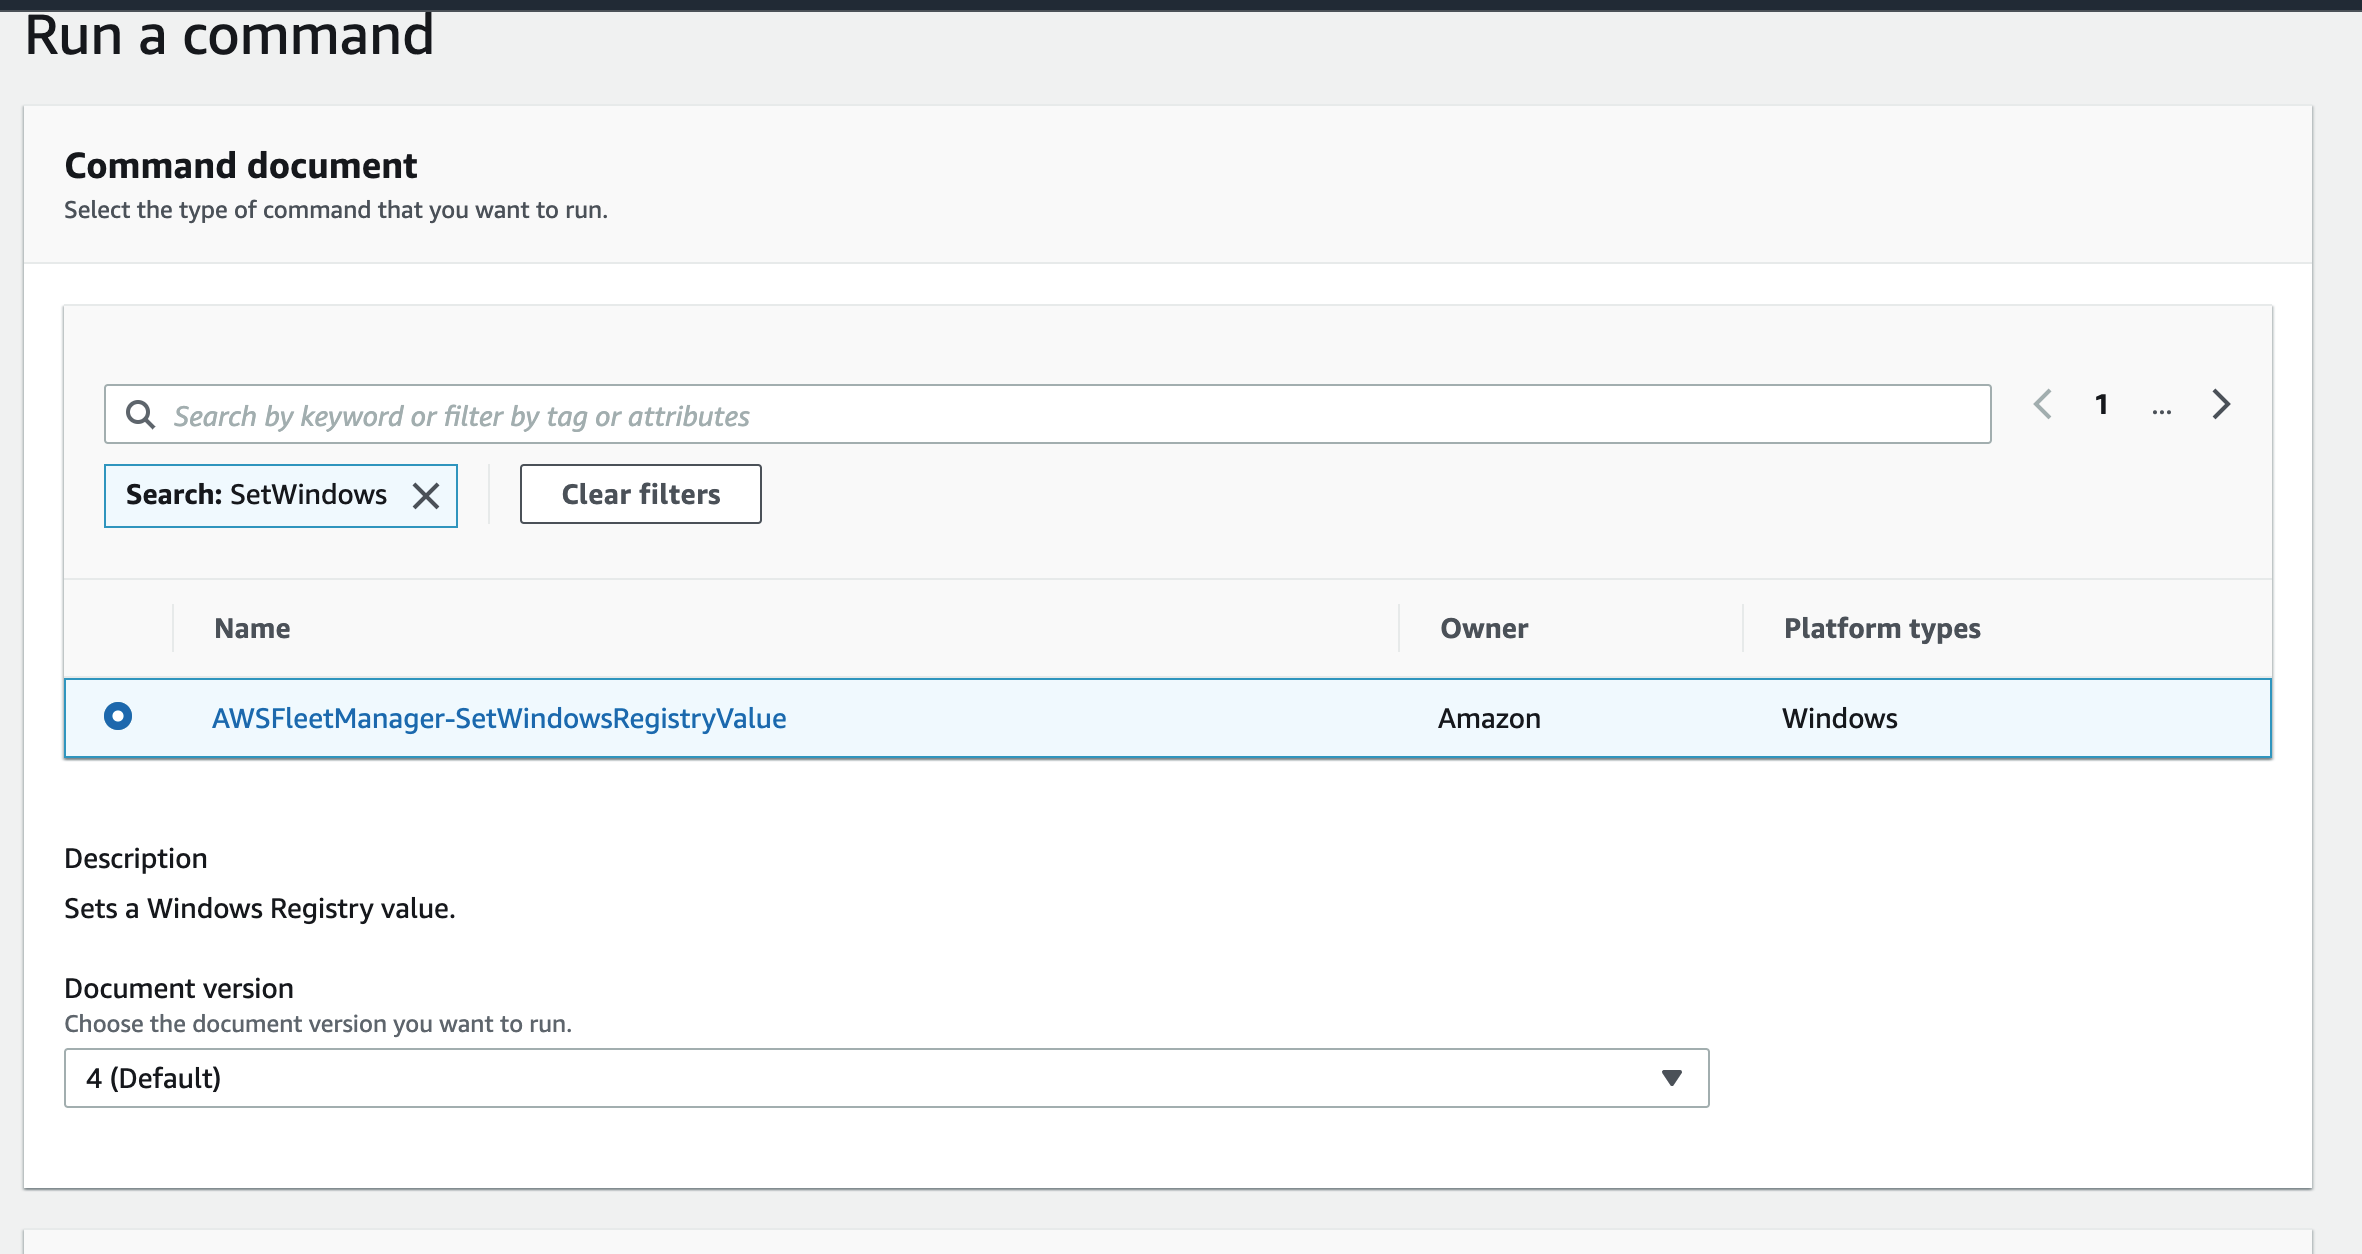 Run a command
Command document
Select the type of command that you want to run.
Search by keyword or filter by tag or attributes
1 ...
Search: SetWindows
Clear filters
Name Owner Platform types
AWSFleetManager-SetWindowsRegistryValue Amazon Windows
Description
Sets a Windows Registry value.
Document version
Choose the document version you want to run.
4 (Default)